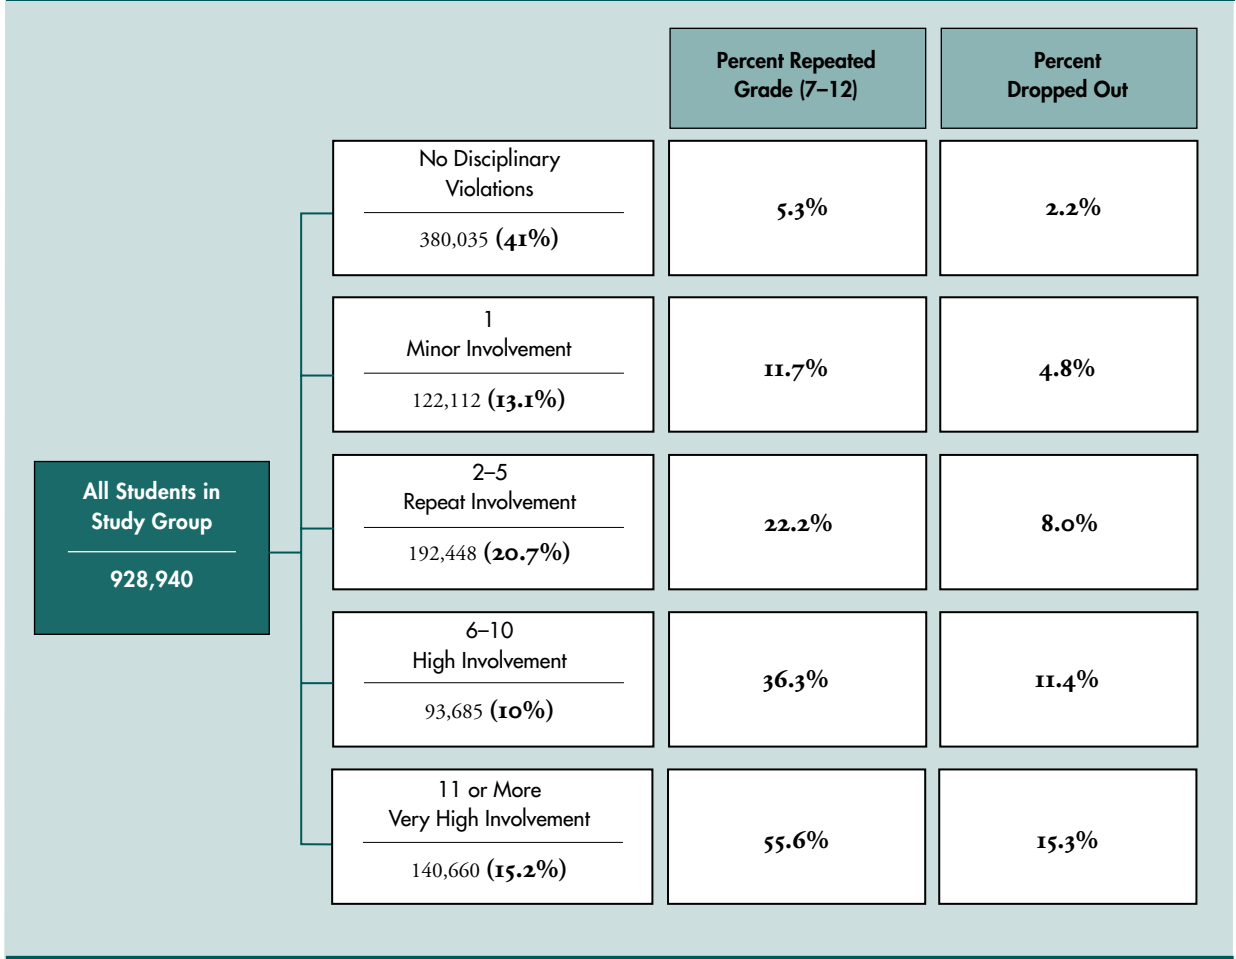 Percent Repeated
Grade (7–12)
Percent
Dropped Out
No Disciplinary
Violations
380,035 (41%)
5.3%
2.2%
1
Minor Involvement
122,112 (13.1%)
11.7%
4.8%
All Students in
Study Group
928,940
2–5
Repeat Involvement
192,448 (20.7%)
22.2%
8.0%
6–10
High Involvement
93,685 (10%)
36.3%
11.4%
11 or More
Very High Involvement
140,660 (15.2%)
55.6%
15.3%